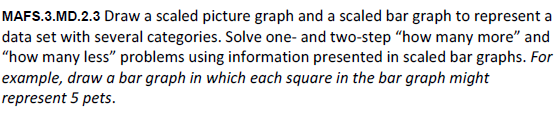 MAFS.3.MD.2.3 Draw a scaled picture graph and a scaled bar graph to represent a
data set with several categories. Solve one- and two-step “how many more” and
“how many less” problems using information presented in scaled bar graphs. For
example, draw a bar graph in which each square in the bar graph might
represent 5 pets.